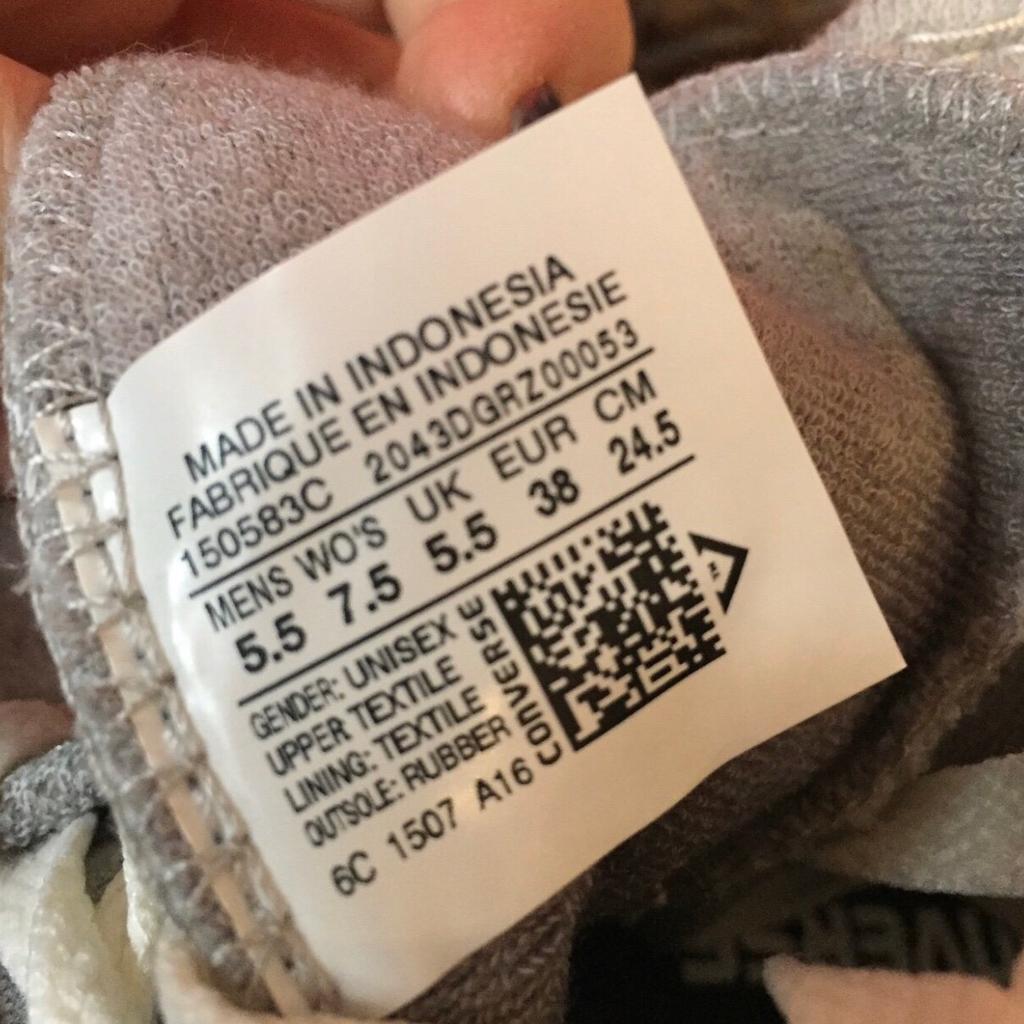 MADE IN INDONESIA
FABRIQUE EN INDONESIE
150583C 2043DGRZ00053
MENS WO'S UK EUR CM
5.5 7.5 5.5 38 24.5
GENDER: UNISEX
UPPER TEXTILE
LINING: TEXTILE
OUTSOLE: RUBBER
CONVERSE
6C 1507 A16